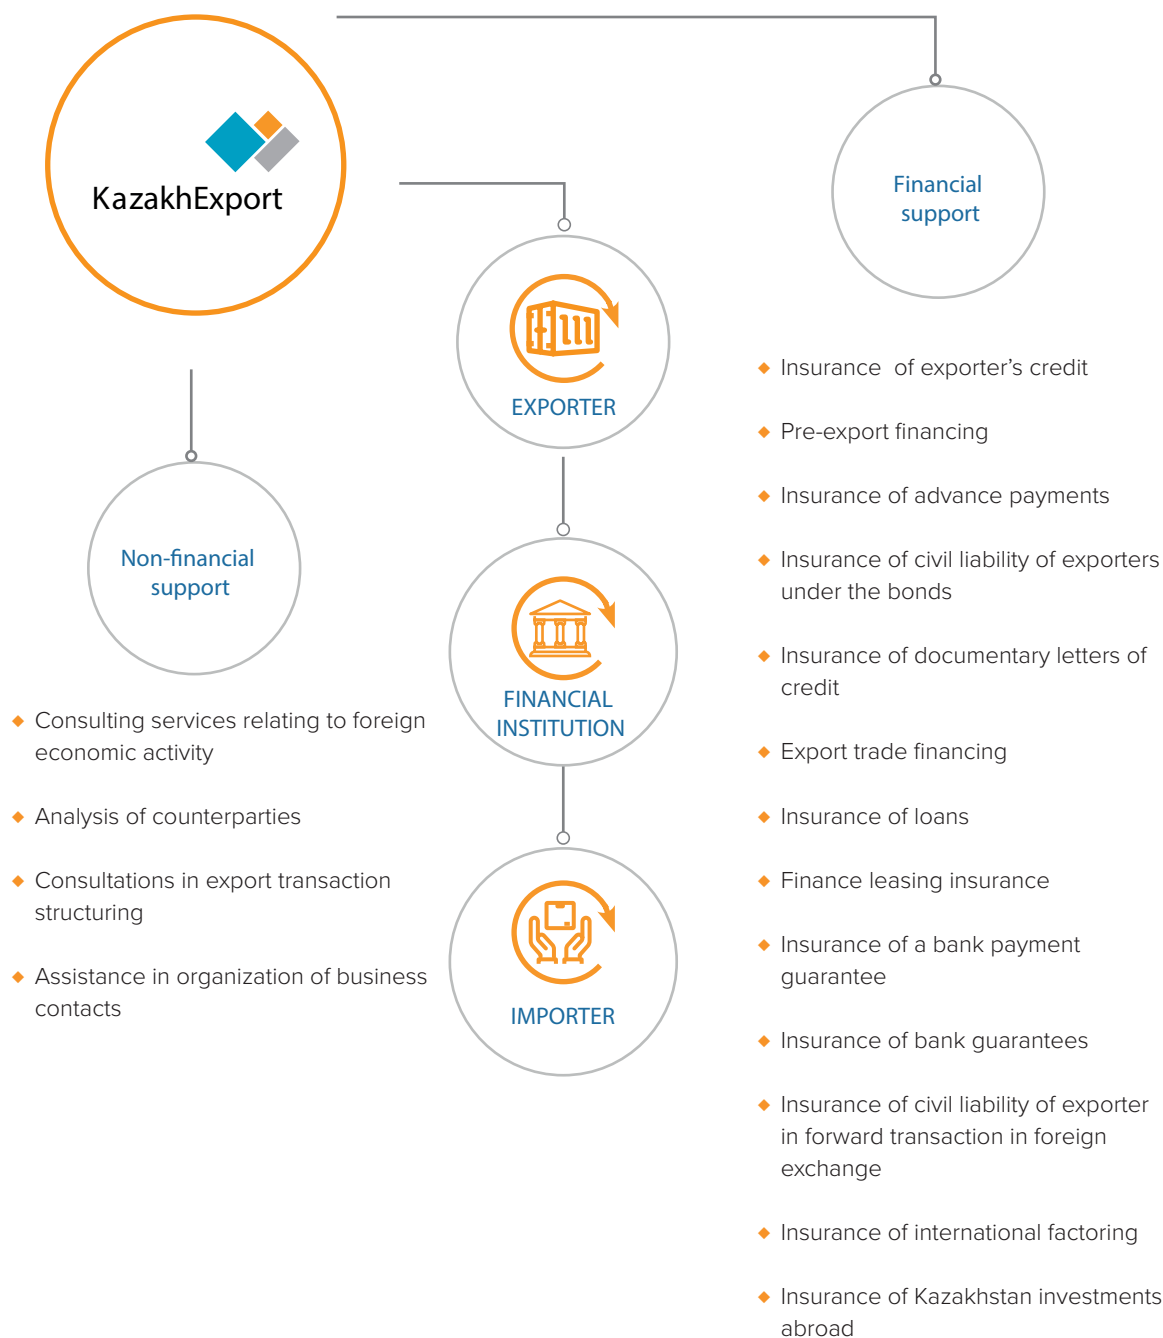 KazakhExport
Financial
support
EXPORTER
Non-financial
support
FINANCIAL
INSTITUTION
IMPORTER
Consulting services relating to foreign
economic activity
Analysis of counterparties
Consultations in export transaction
structuring
Assistance in organization of business
contacts
Insurance of exporter’s credit
Pre-export financing
Insurance of advance payments
Insurance of civil liability of exporters
under the bonds
Insurance of documentary letters of
credit
Export trade financing
Insurance of loans
Finance leasing insurance
Insurance of a bank payment
guarantee
Insurance of bank guarantees
Insurance of civil liability of exporter
in forward transaction in foreign
exchange
Insurance of international factoring
Insurance of Kazakhstan investments
abroad